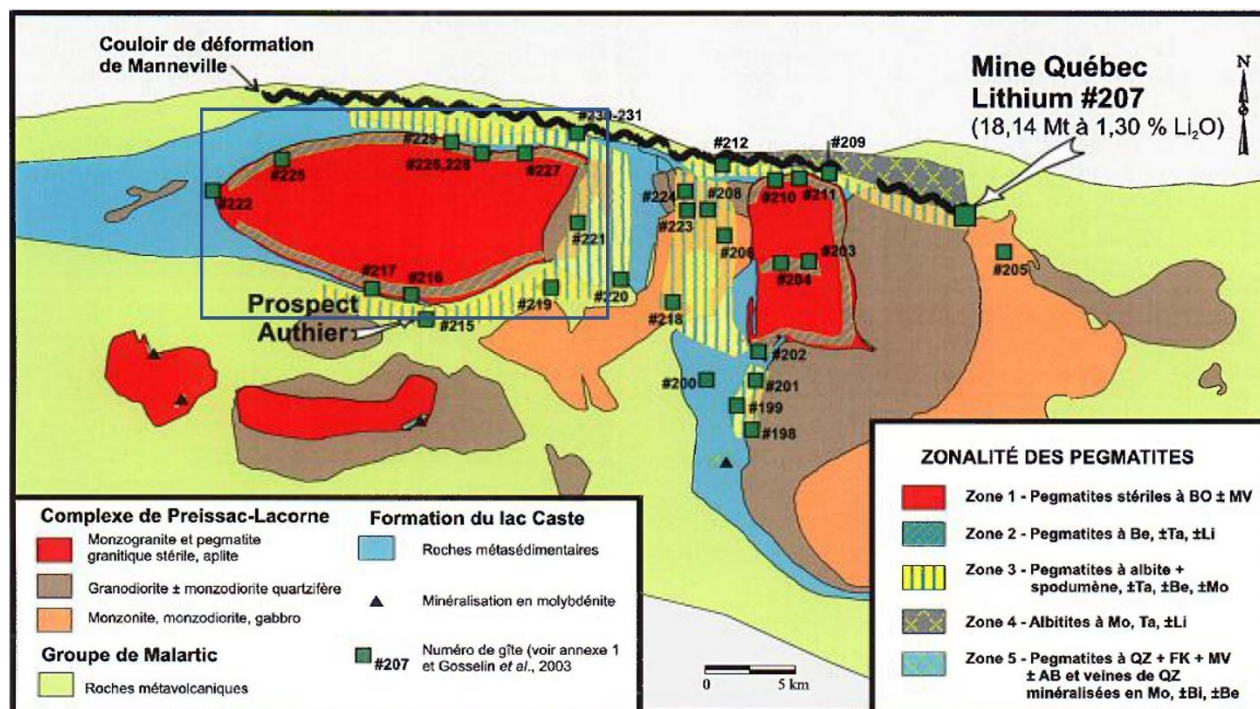 Couloir de déformation
de Manneville
N
Mine Québec
Lithium #207
(18,14 Mt à 1,30 % Li₂O)
#230-231
#229
#212
#209
#226,228
#227
#225
#224
#208
#210
#211
#222
#223
#221
#206
#203
#205
#217
#216
#204
#219
#220
#218
Prospect
Authier
#215
#202
#200
#201
#199
#198
Complexe de Preissac-Lacorne
Monzogranite et pegmatite
granitique stérile, aplite
Granodiorite ± monzodiorite quartzifère
Monzonite, monzodiorite, gabbro
Groupe de Malartic
Roches métavolcaniques
Formation du lac Caste
Roches métasédimentaires
Minéralisation en molybdénite
#207
Numéro de gîte (voir annexe 1
et Gosselin et al., 2003
0 5 km
ZONALITÉ DES PEGMATITES
Zone 1 - Pegmatites stériles à BO ± MV
Zone 2 - Pegmatites à Be, ±Ta, ±Li
Zone 3 - Pegmatites à albite +
spodumène, ±Ta, ±Be, ±Mo
Zone 4 - Albitites à Mo, Ta, ±Li
Zone 5 - Pegmatites à QZ + FK + MV
± AB et veines de QZ
minéralisées en Mo, ±Bi, ±Be